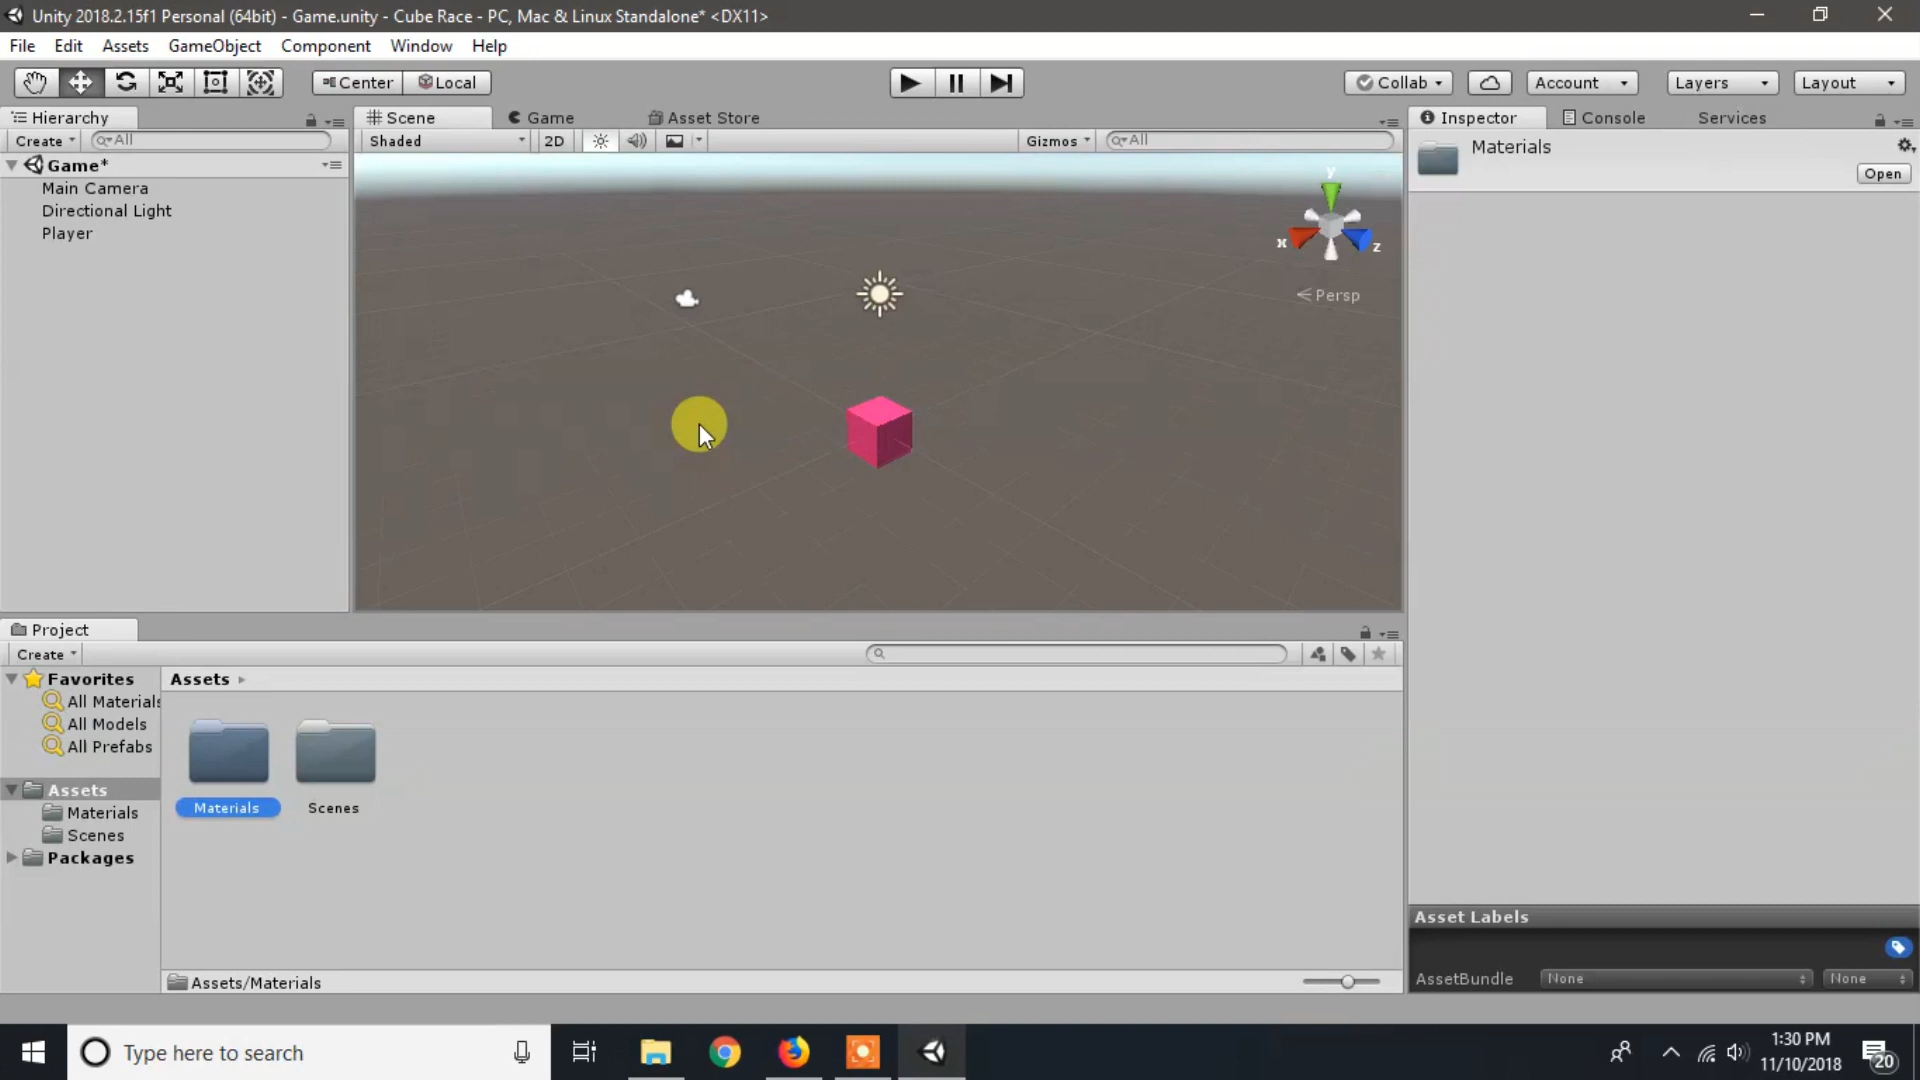 Unity 2018.2.15f1 Personal (64bit) - Game.unity - Cube Race - PC, Mac & Linux Standalone* <DX11>
File Edit Assets GameObject Component Window Help
Center Local Collab Account Layers Layout
Hierarchy
Create All
Game*
Main Camera
Directional Light
Player
Scene Game Asset Store
Shaded 2D Gizmos All
y
x z
Persp
Inspector Console Services
Materials
Open
Project
Create
Favorites
All Materials
All Models
All Prefabs
Assets
Materials
Scenes
Packages
Assets
Materials Scenes
Assets/Materials
Asset Labels
AssetBundle None None
Type here to search
1:30 PM
11/10/2018
20